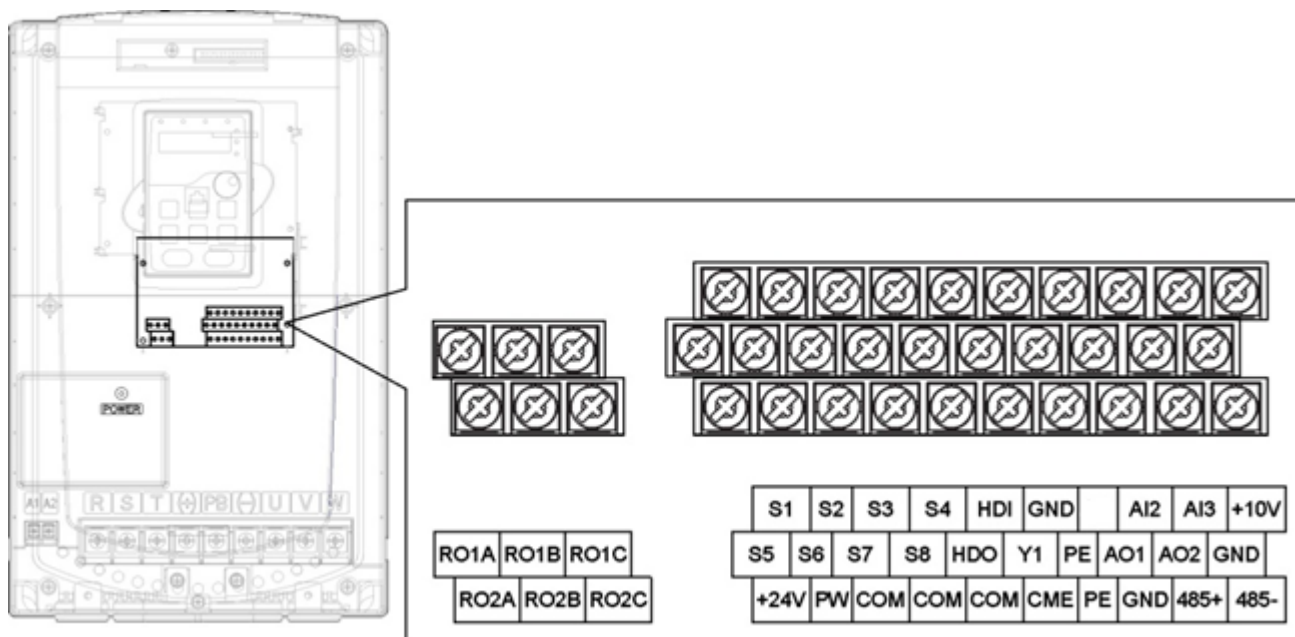 POWER
A1 A2
R S T (+) PB (-) U V W
RO1A RO1B RO1C
RO2A RO2B RO2C
S1 S2 S3 S4 HDI GND AI2 AI3 +10V
S5 S6 S7 S8 HDO Y1 PE AO1 AO2 GND
+24V PW COM COM COM CME PE GND 485+ 485-